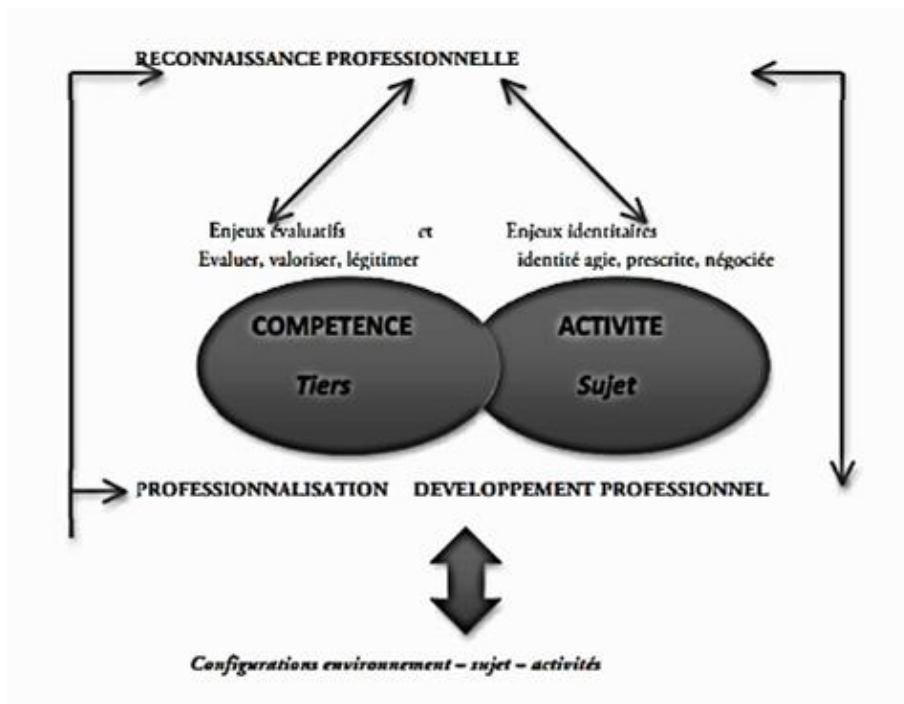 RECONNAISSANCE PROFESSIONNELLE
Enjeux évaluatifs et Enjeux identitaires
Evaluer, valoriser, légitimer identité agie, prescrite, négociée
COMPETENCE ACTIVITE
Tiers Sujet
PROFESSIONNALISATION DEVELOPPEMENT PROFESSIONNEL
Configurations environnement – sujet – activités